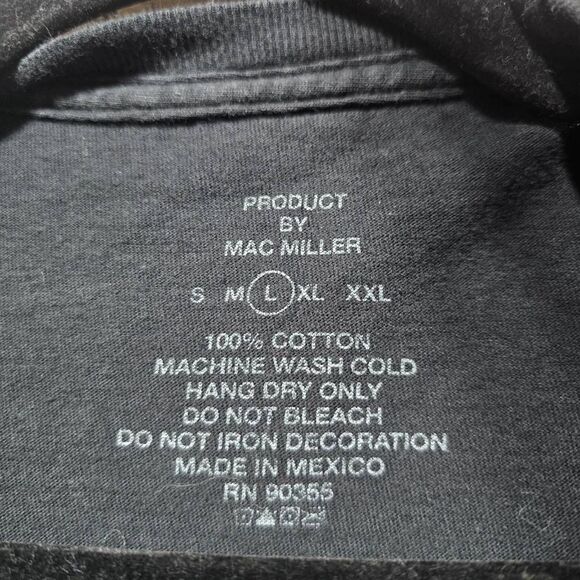 PRODUCT
BY
MAC MILLER
S M L XL XXL
100% COTTON
MACHINE WASH COLD
HANG DRY ONLY
DO NOT BLEACH
DO NOT IRON DECORATION
MADE IN MEXICO
RN 90355